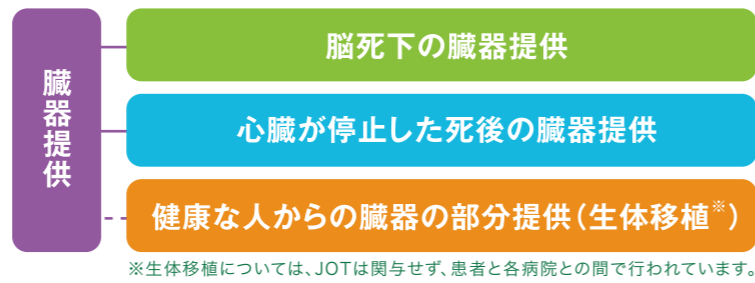 臓器提供
脳死下の臓器提供
心臓が停止した死後の臓器提供
健康な人からの臓器の部分提供(生体移植※)
※生体移植については、JOTは関与せず、患者と各病院との間で行われています。